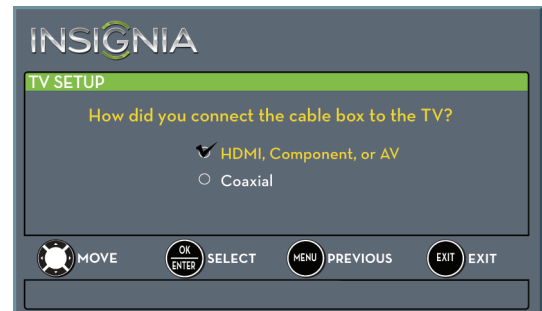 INSIGNIA
TV SETUP
How did you connect the cable box to the TV?
HDMI, Component, or AV
Coaxial
MOVE OK ENTER SELECT MENU PREVIOUS EXIT EXIT